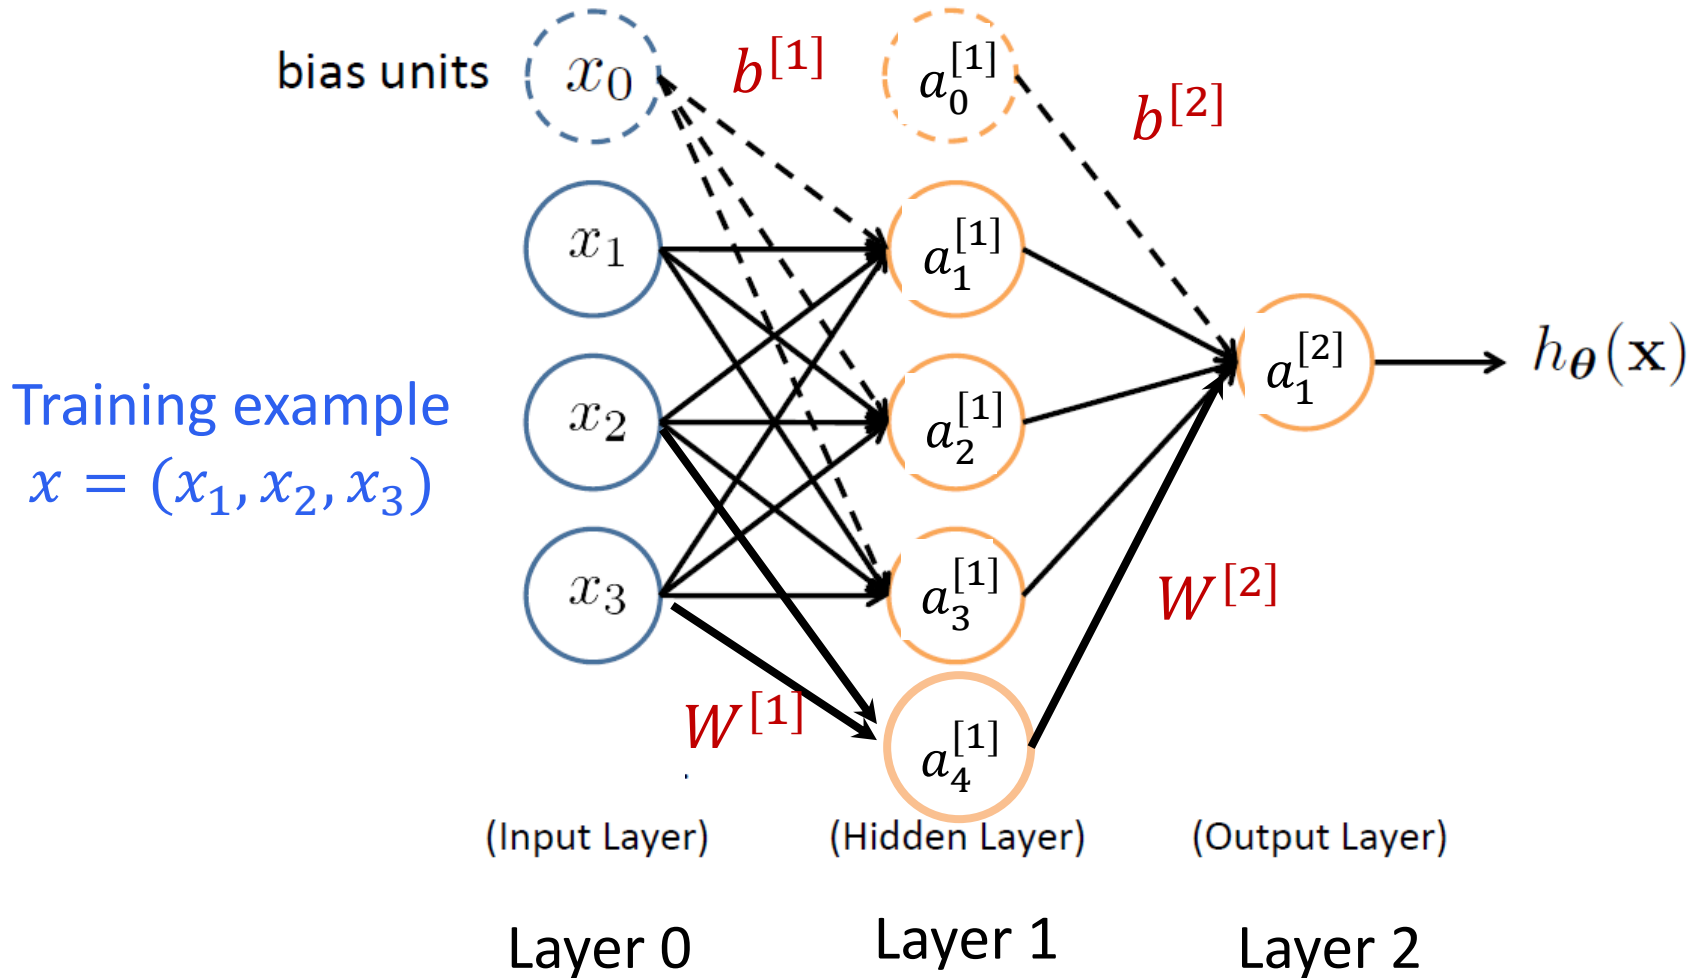 bias units
x₀
b^[1]
a₀^[1]
b^[2]
x₁
a₁^[1]
Training example
x = (x₁, x₂, x₃)
x₂
a₂^[1]
a₁^[2]
h_θ(𝐱)
x₃
a₃^[1]
W^[2]
W^[1]
a₄^[1]
(Input Layer)
(Hidden Layer)
(Output Layer)
Layer 0
Layer 1
Layer 2